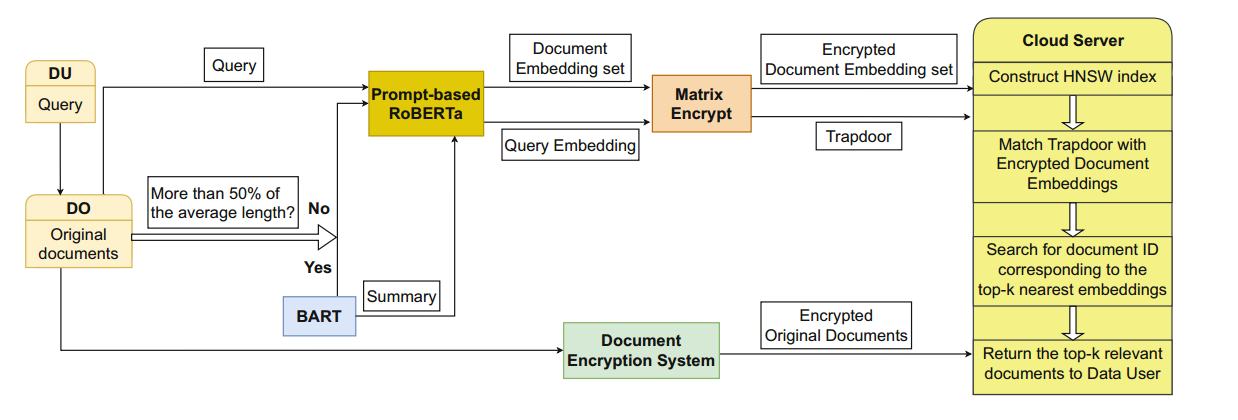 DU
Query
DO
Original
documents
Query
More than 50% of
the average length?
No
Yes
BART
Summary
Prompt-based
RoBERTa
Document
Embedding set
Query Embedding
Matrix
Encrypt
Encrypted
Document Embedding set
Trapdoor
Document
Encryption System
Encrypted
Original Documents
Cloud Server
Construct HNSW index
Match Trapdoor with
Encrypted Document
Embeddings
Search for document ID
corresponding to the
top-k nearest embeddings
Return the top-k relevant
documents to Data User